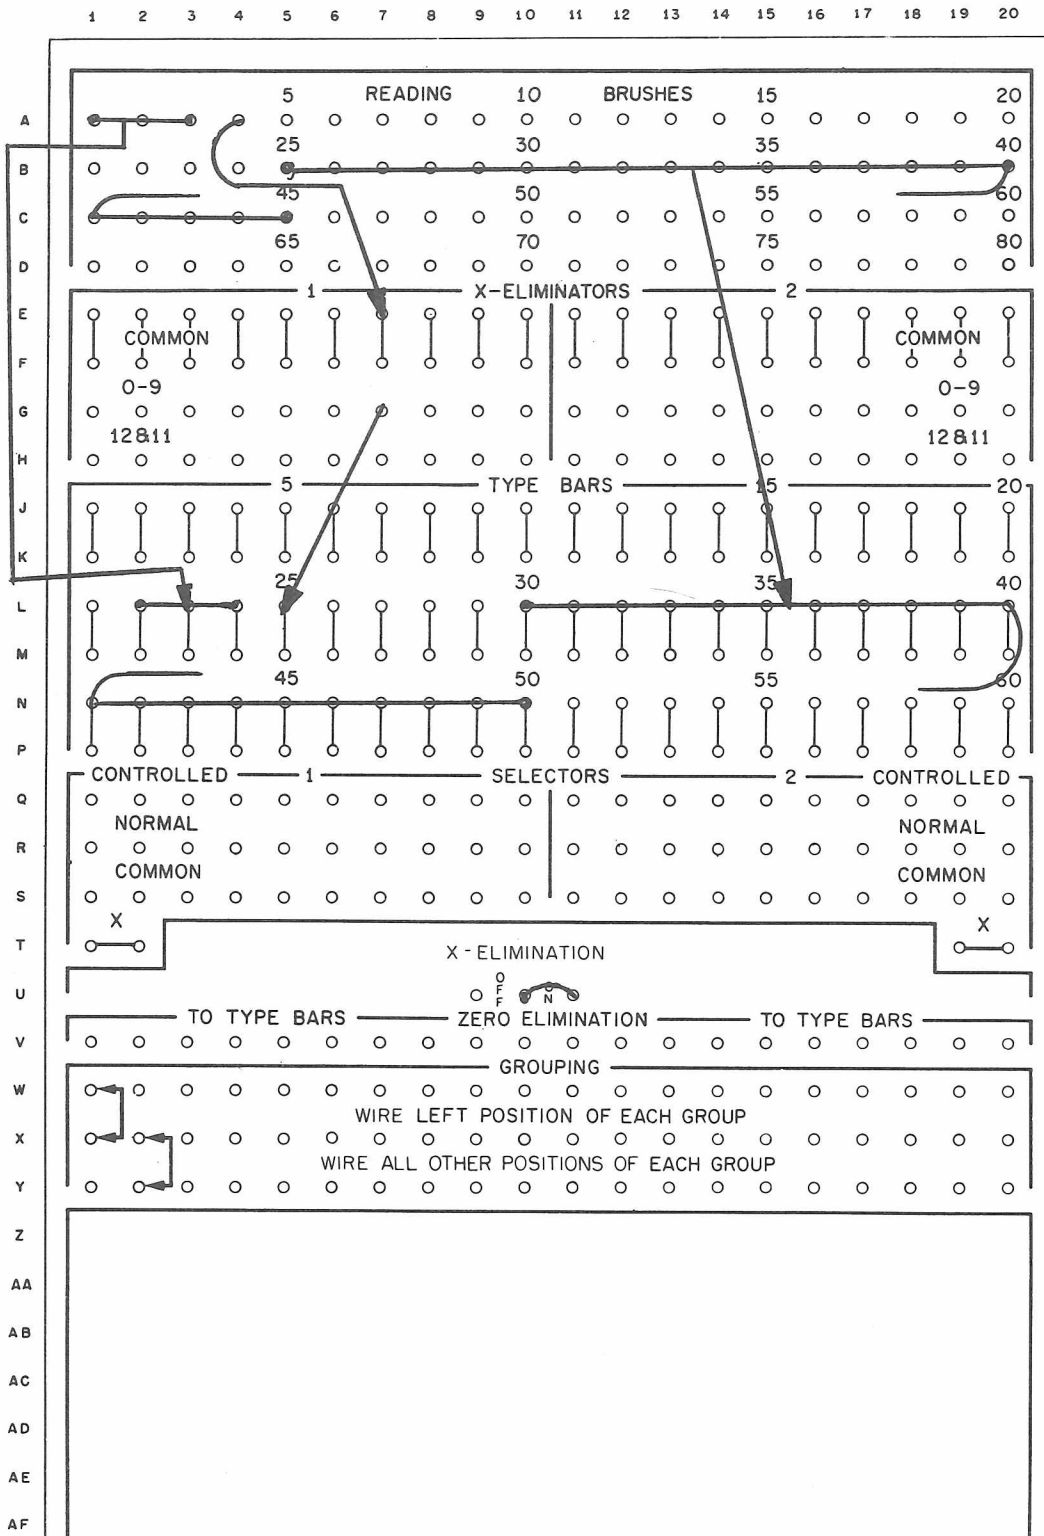 1 2 3 4 5 6 7 8 9 10 11 12 13 14 15 16 17 18 19 20
5 READING 10 BRUSHES 15 20
A
25 30 35 40
B
45 50 55 60
C
65 70 75 80
D
1 X-ELIMINATORS 2
E
COMMON COMMON
F
0-9 0-9
G
12&11 12&11
H
5 TYPE BARS 15 20
J
K
25 30 35 40
L
M
45 50 55 60
N
P
CONTROLLED 1 SELECTORS 2 CONTROLLED
Q
NORMAL NORMAL
R
COMMON COMMON
S
X X
T
X-ELIMINATION
U OFF N
TO TYPE BARS ZERO ELIMINATION TO TYPE BARS
V
GROUPING
W
WIRE LEFT POSITION OF EACH GROUP
X
WIRE ALL OTHER POSITIONS OF EACH GROUP
Y
Z
AA
AB
AC
AD
AE
AF